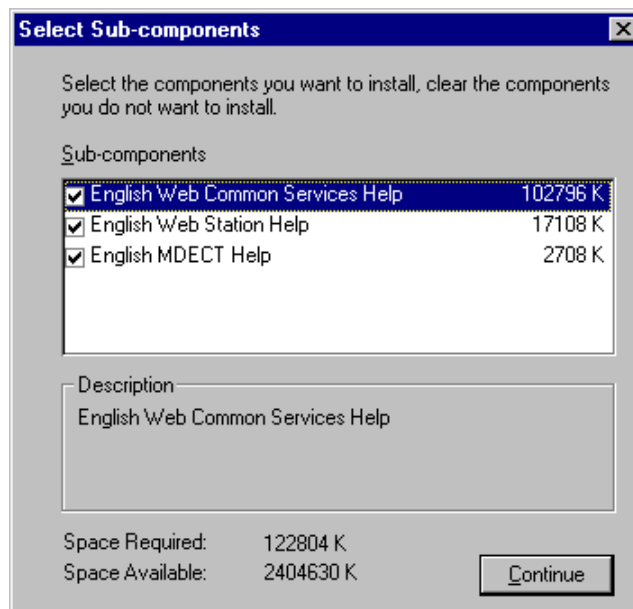 Select Sub-components
Select the components you want to install, clear the components
you do not want to install.
Sub-components
English Web Common Services Help 102796 K
English Web Station Help 17108 K
English MDECT Help 2708 K
Description
English Web Common Services Help
Space Required: 122804 K
Space Available: 2404630 K
Continue